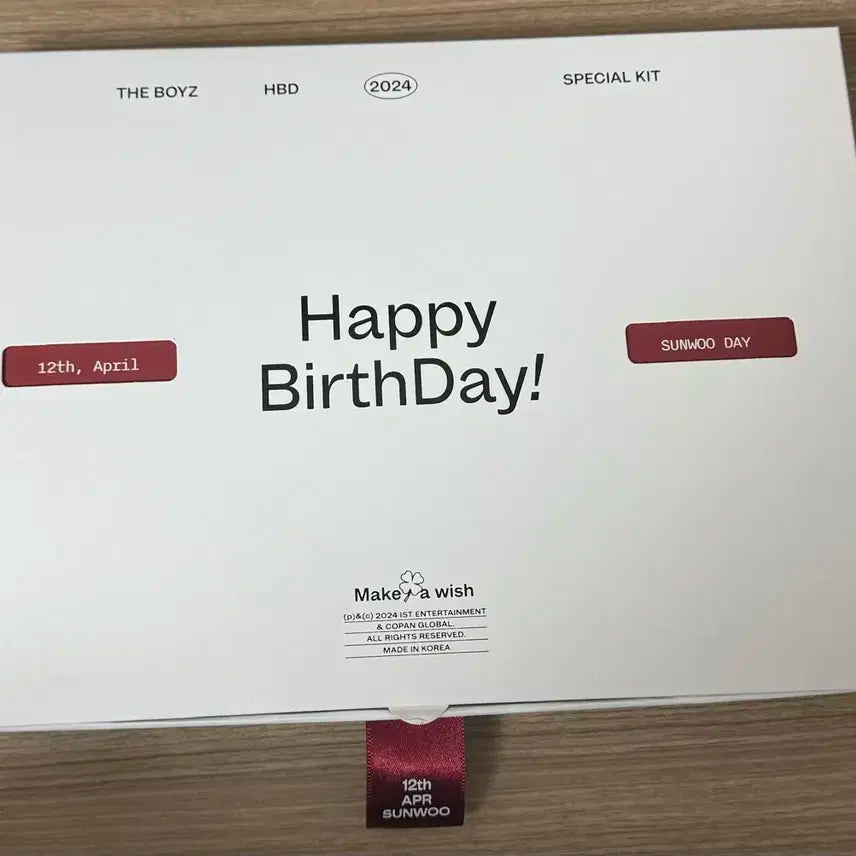 THE BOYZ HBD 2024 SPECIAL KIT
Happy
BirthDay!
12th, April
SUNWOO DAY
Make a wish
(p)&(c) 2024 IST ENTERTAINMENT
& COPAN GLOBAL.
ALL RIGHTS RESERVED.
MADE IN KOREA
12th
APR
SUNWOO